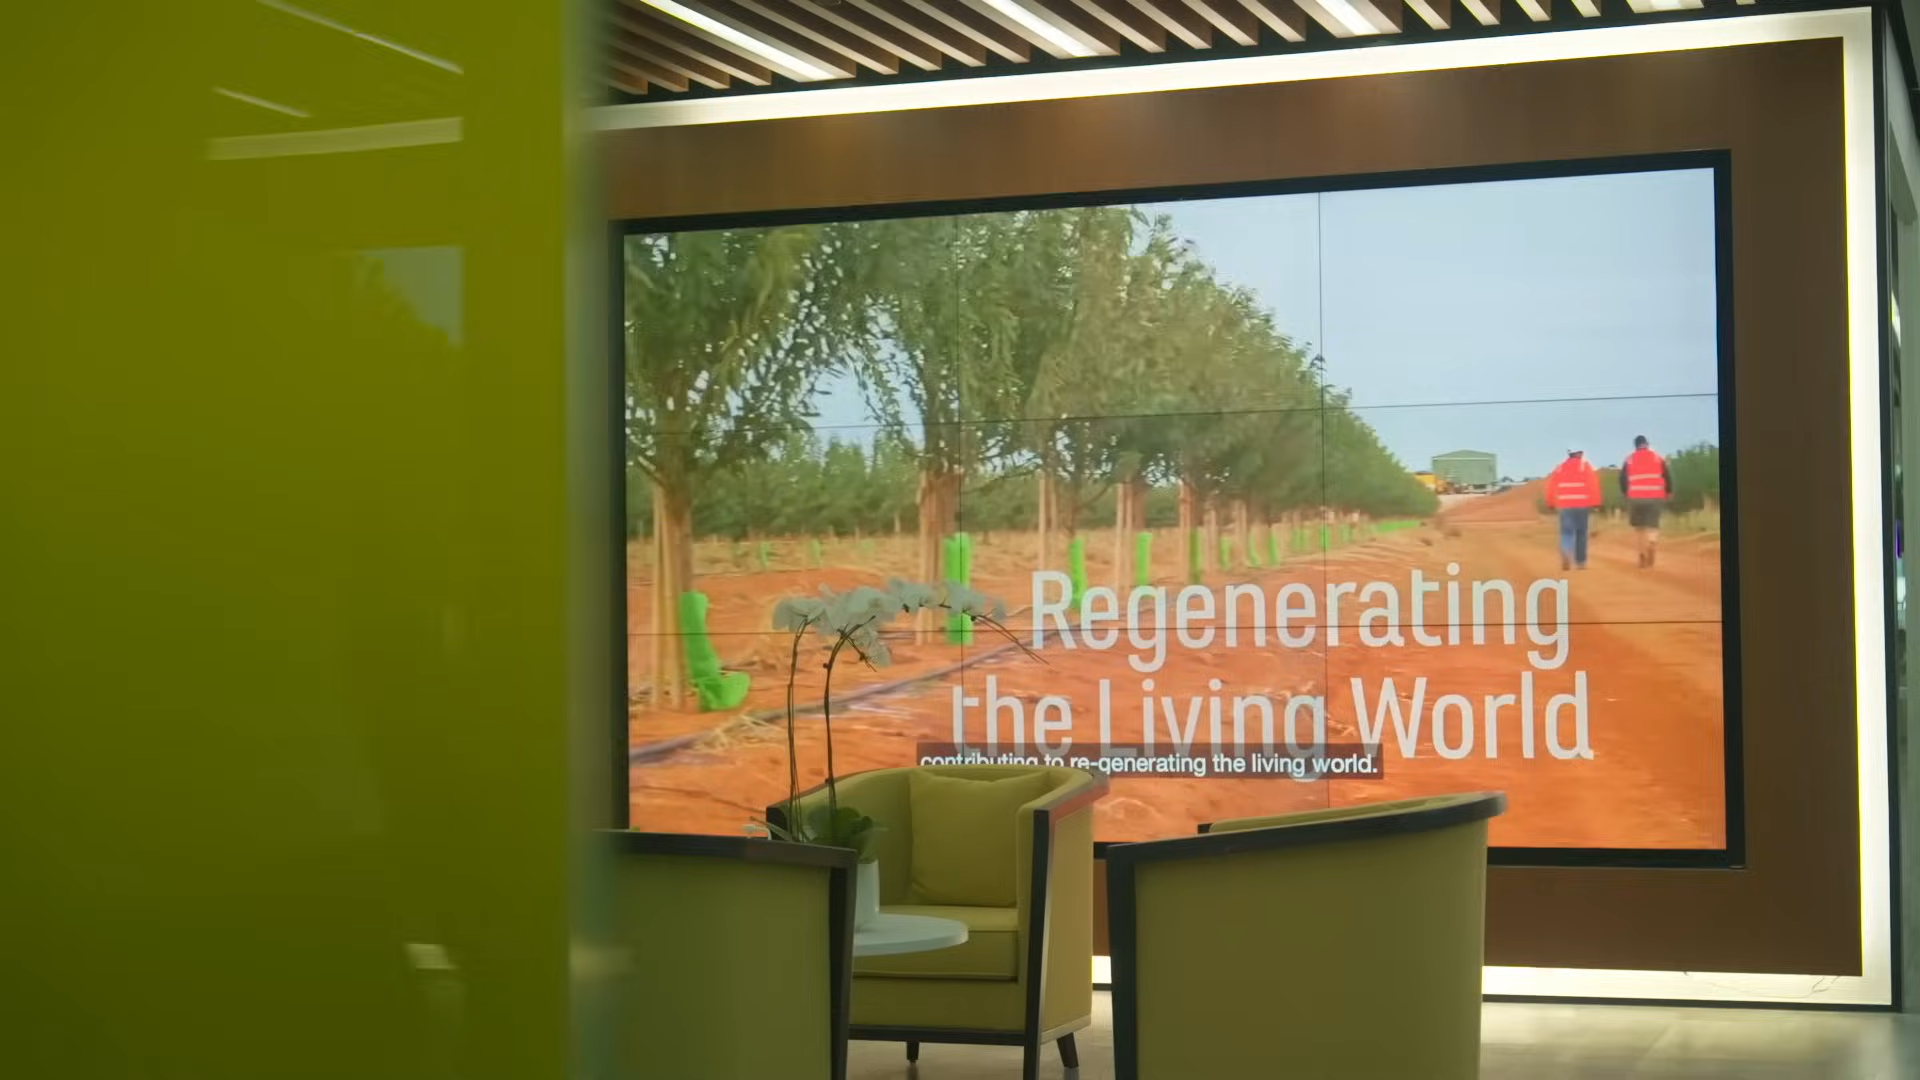 Regenerating
the Living World
contributing to re-generating the living world.